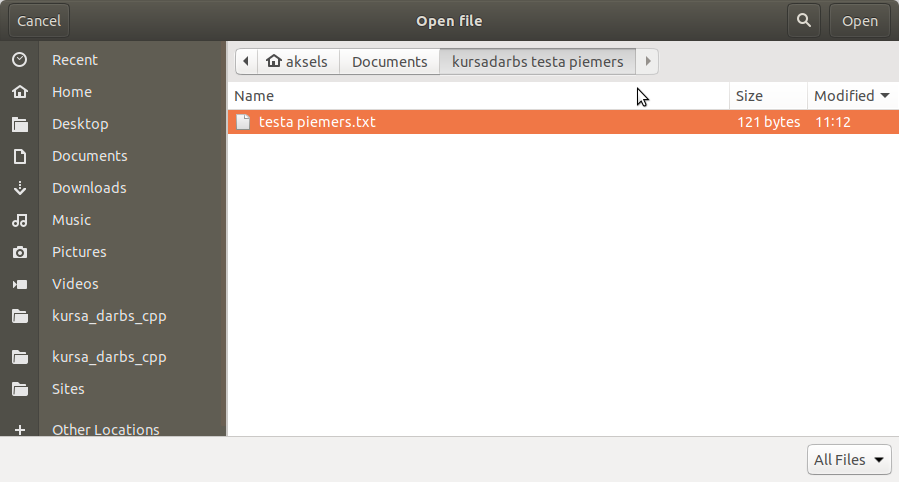 Cancel
Open file
Open
Recent
Home
Desktop
Documents
Downloads
Music
Pictures
Videos
kursa_darbs_cpp
kursa_darbs_cpp
Sites
Other Locations
aksels Documents kursadarbs testa piemers
Name Size Modified
testa piemers.txt 121 bytes 11:12
All Files